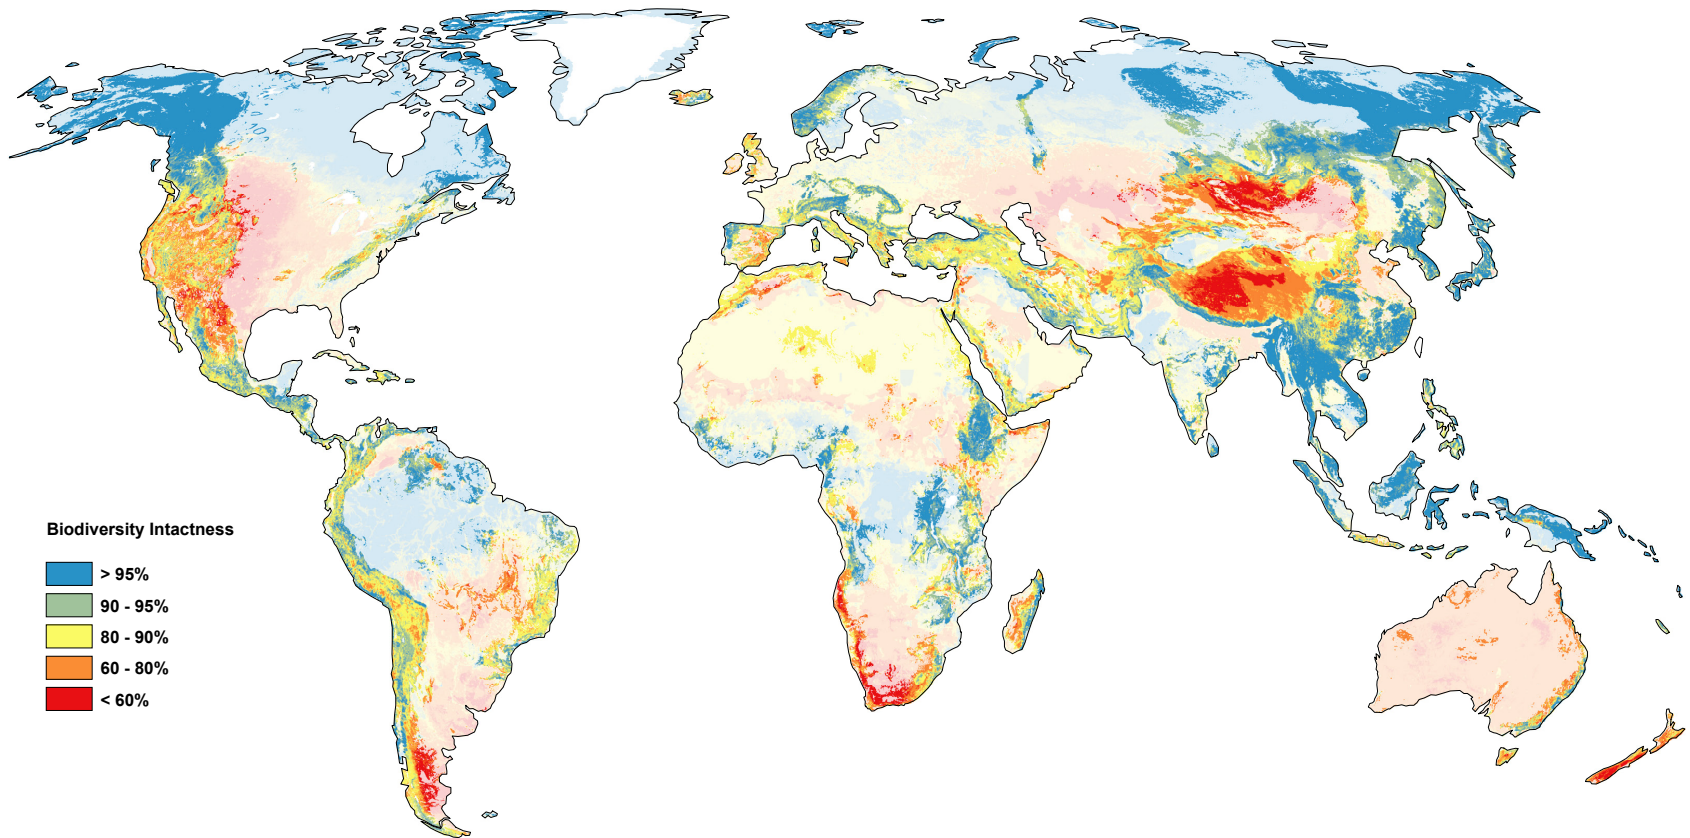 Biodiversity Intactness
> 95%
90 - 95%
80 - 90%
60 - 80%
< 60%